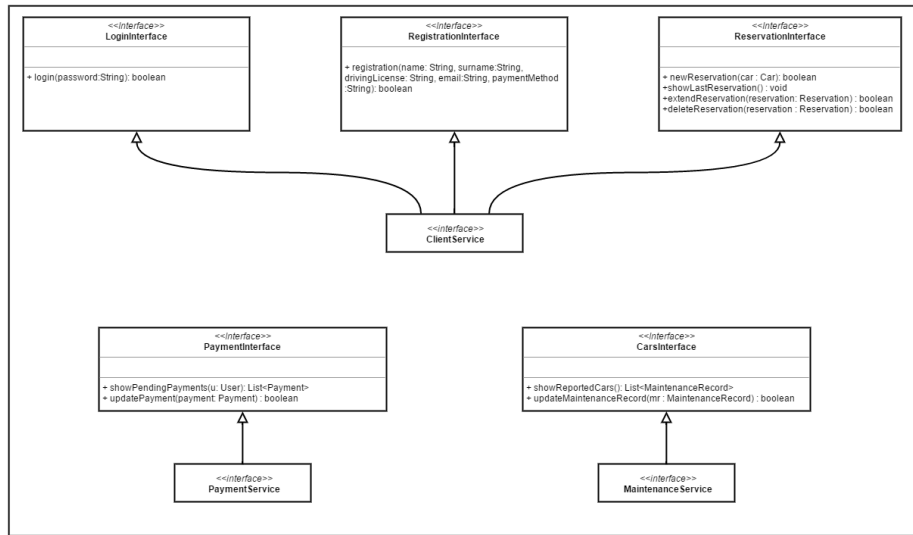 <<Interface>>
LoginInterface
+ login(password:String): boolean
<<Interface>>
RegistrationInterface
+ registration(name: String, surname:String,
drivingLicense: String, email:String, paymentMethod
:String): boolean
<<Interface>>
ReservationInterface
+ newReservation(car : Car): boolean
+showLastReservation() : void
+extendReservation(reservation: Reservation) : boolean
+deleteReservation(reservation : Reservation) : boolean
<<interface>>
ClientService
<<Interface>>
PaymentInterface
+ showPendingPayments(u: User): List<Payment>
+ updatePayment(payment: Payment) : boolean
<<Interface>>
CarsInterface
+ showReportedCars(): List<MaintenanceRecord>
+ updateMaintenanceRecord(mr : MaintenanceRecord) : boolean
<<interface>>
PaymentService
<<interface>>
MaintenanceService